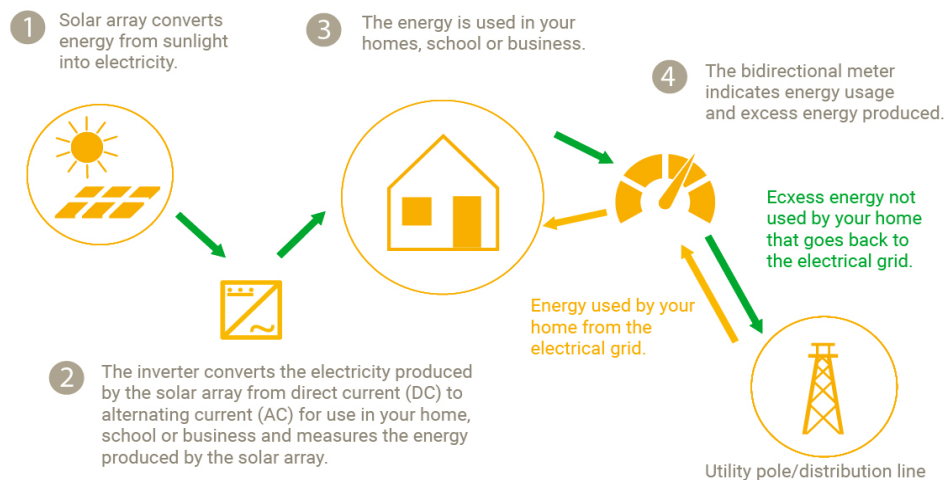 1
Solar array converts
energy from sunlight
into electricity.
3
The energy is used in your
homes, school or business.
4
The bidirectional meter
indicates energy usage
and excess energy produced.
Ecxess energy not
used by your home
that goes back to
the electrical grid.
Energy used by your
home from the
electrical grid.
2
The inverter converts the electricity produced
by the solar array from direct current (DC) to
alternating current (AC) for use in your home,
school or business and measures the energy
produced by the solar array.
Utility pole/distribution line